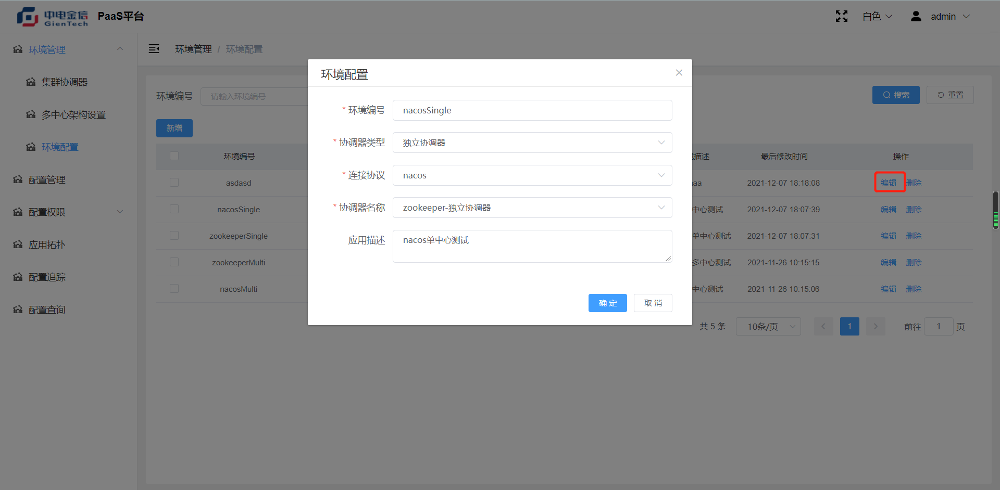 中电金信 GienTech PaaS平台 白色 admin
环境管理
集群协调器
多中心架构设置
环境配置
配置管理
配置权限
应用拓扑
配置追踪
配置查询
环境管理 / 环境配置
环境编号 请输入环境编号 搜索 重置
新增
环境编号 描述 最后修改时间 操作
asdasd aa 2021-12-07 18:18:08 编辑 删除
nacosSingle 中心测试 2021-12-07 18:07:39 编辑 删除
zookeeperSingle 单中心测试 2021-12-07 18:07:31 编辑 删除
zookeeperMulti 多中心测试 2021-11-26 10:15:15 编辑 删除
nacosMulti 中心测试 2021-11-26 10:15:06 编辑 删除
共 5 条 10条/页 1 前往 1 页
环境配置
* 环境编号 nacosSingle
* 协调器类型 独立协调器
* 连接协议 nacos
* 协调器名称 zookeeper-独立协调器
应用描述 nacos单中心测试
确 定 取 消